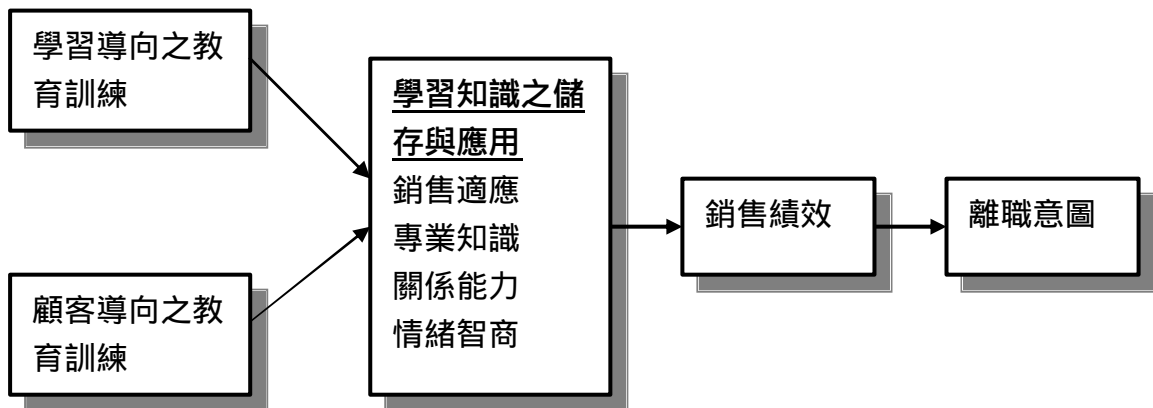 學習導向之教
育訓練
顧客導向之教
育訓練
學習知識之儲
存與應用
銷售適應
專業知識
關係能力
情緒智商
銷售績效
離職意圖